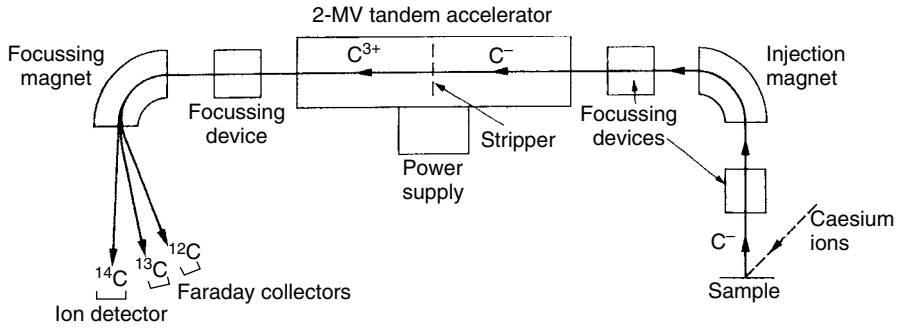 2-MV tandem accelerator
Focussing
magnet
C³⁺
C⁻
Injection
magnet
Focussing
device
Stripper
Focussing
devices
Power
supply
Caesium
ions
C⁻
¹²C
¹³C
¹⁴C
Faraday collectors
Sample
Ion detector